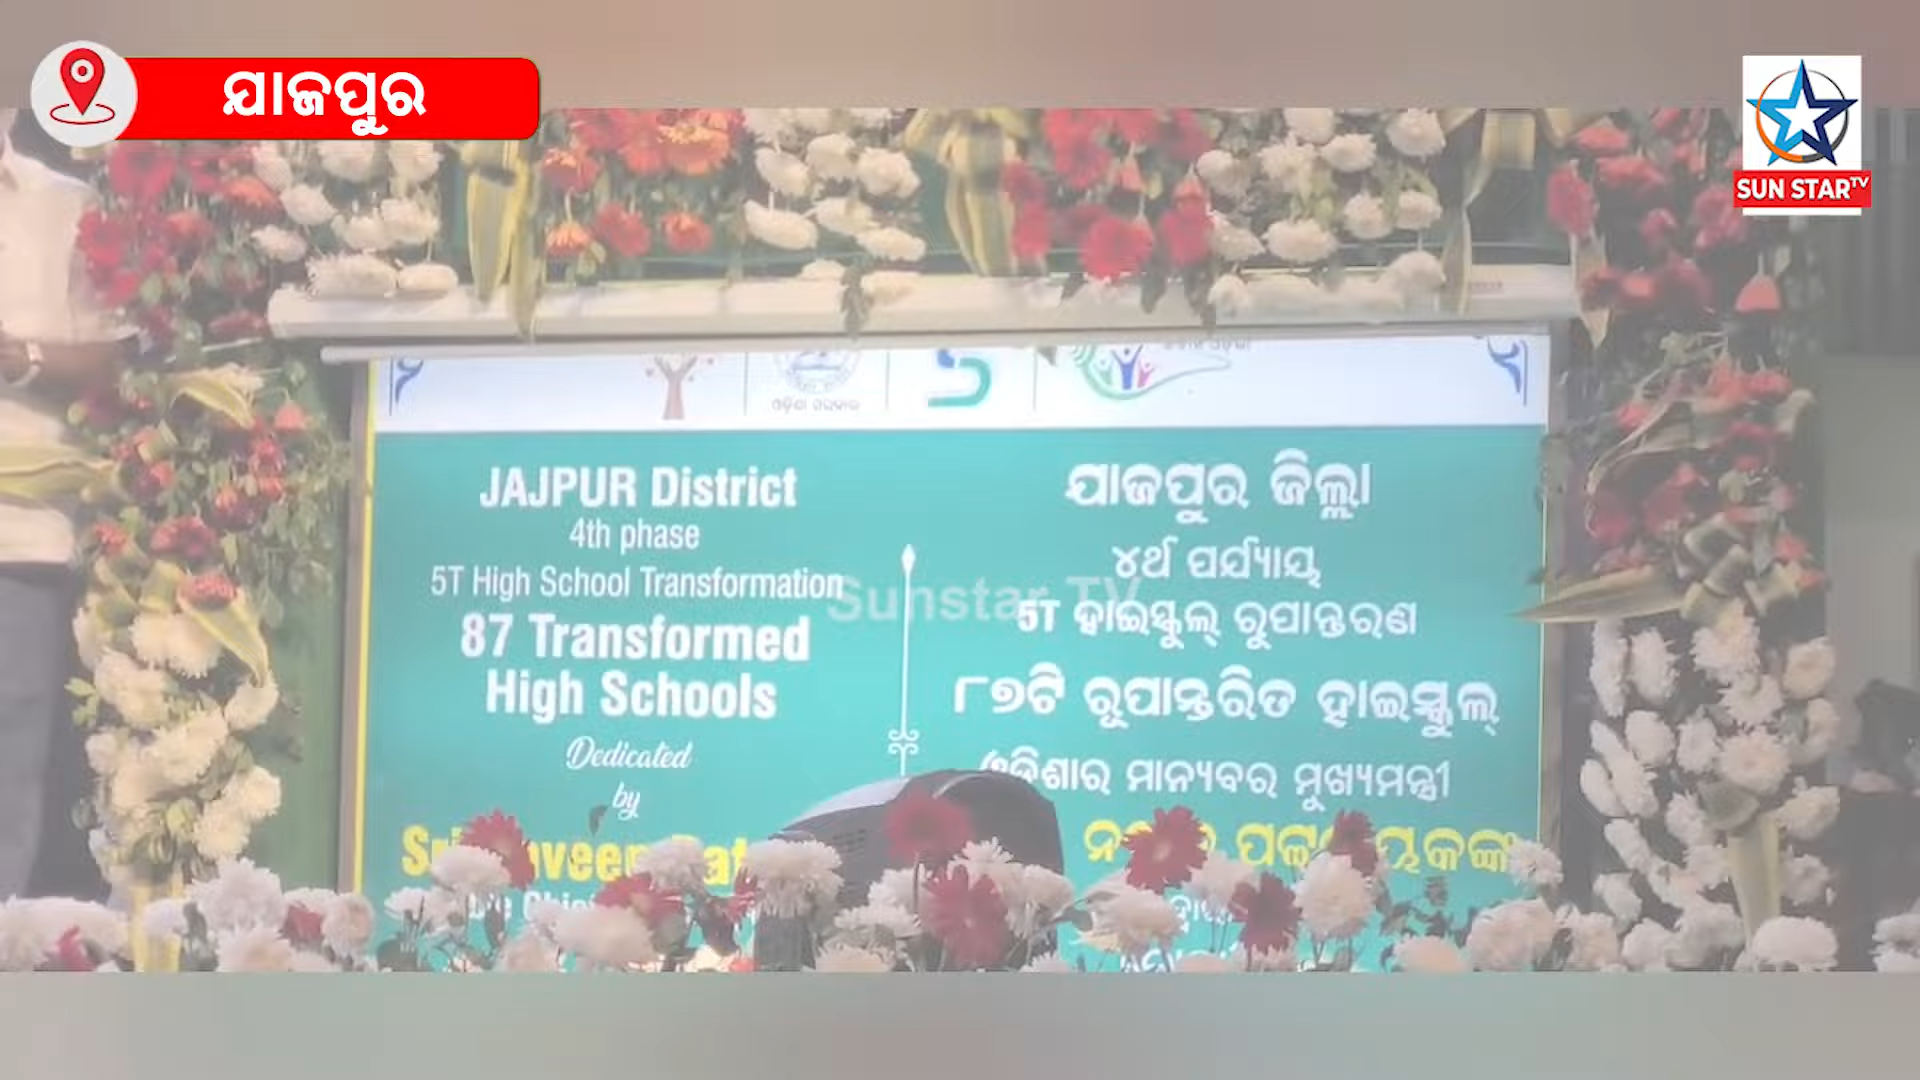 ଯାଜପୁର
SUN STAR TV
ଓଡ଼ିଶା ସରକାର
JAJPUR District
4th phase
5T High School Transformation
87 Transformed
High Schools
Dedicated
by
ଯାଜପୁର ଜିଲ୍ଲା
୪ର୍ଥ ପର୍ଯ୍ୟାୟ
5T ହାଇସ୍କୁଲ୍ ରୁପାନ୍ତରଣ
୮୭ଟି ରୂପାନ୍ତରିତ ହାଇସ୍କୁଲ୍
ଓଡିଶାର ମାନ୍ୟବର ମୁଖ୍ୟମନ୍ତ୍ରୀ
Sunstar TV